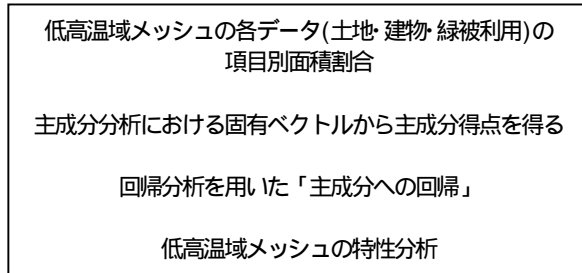 低高温域メッシュの各データ(土地・建物・緑被利用)の
項目別面積割合
主成分分析における固有ベクトルから主成分得点を得る
回帰分析を用いた「主成分への回帰」
低高温域メッシュの特性分析